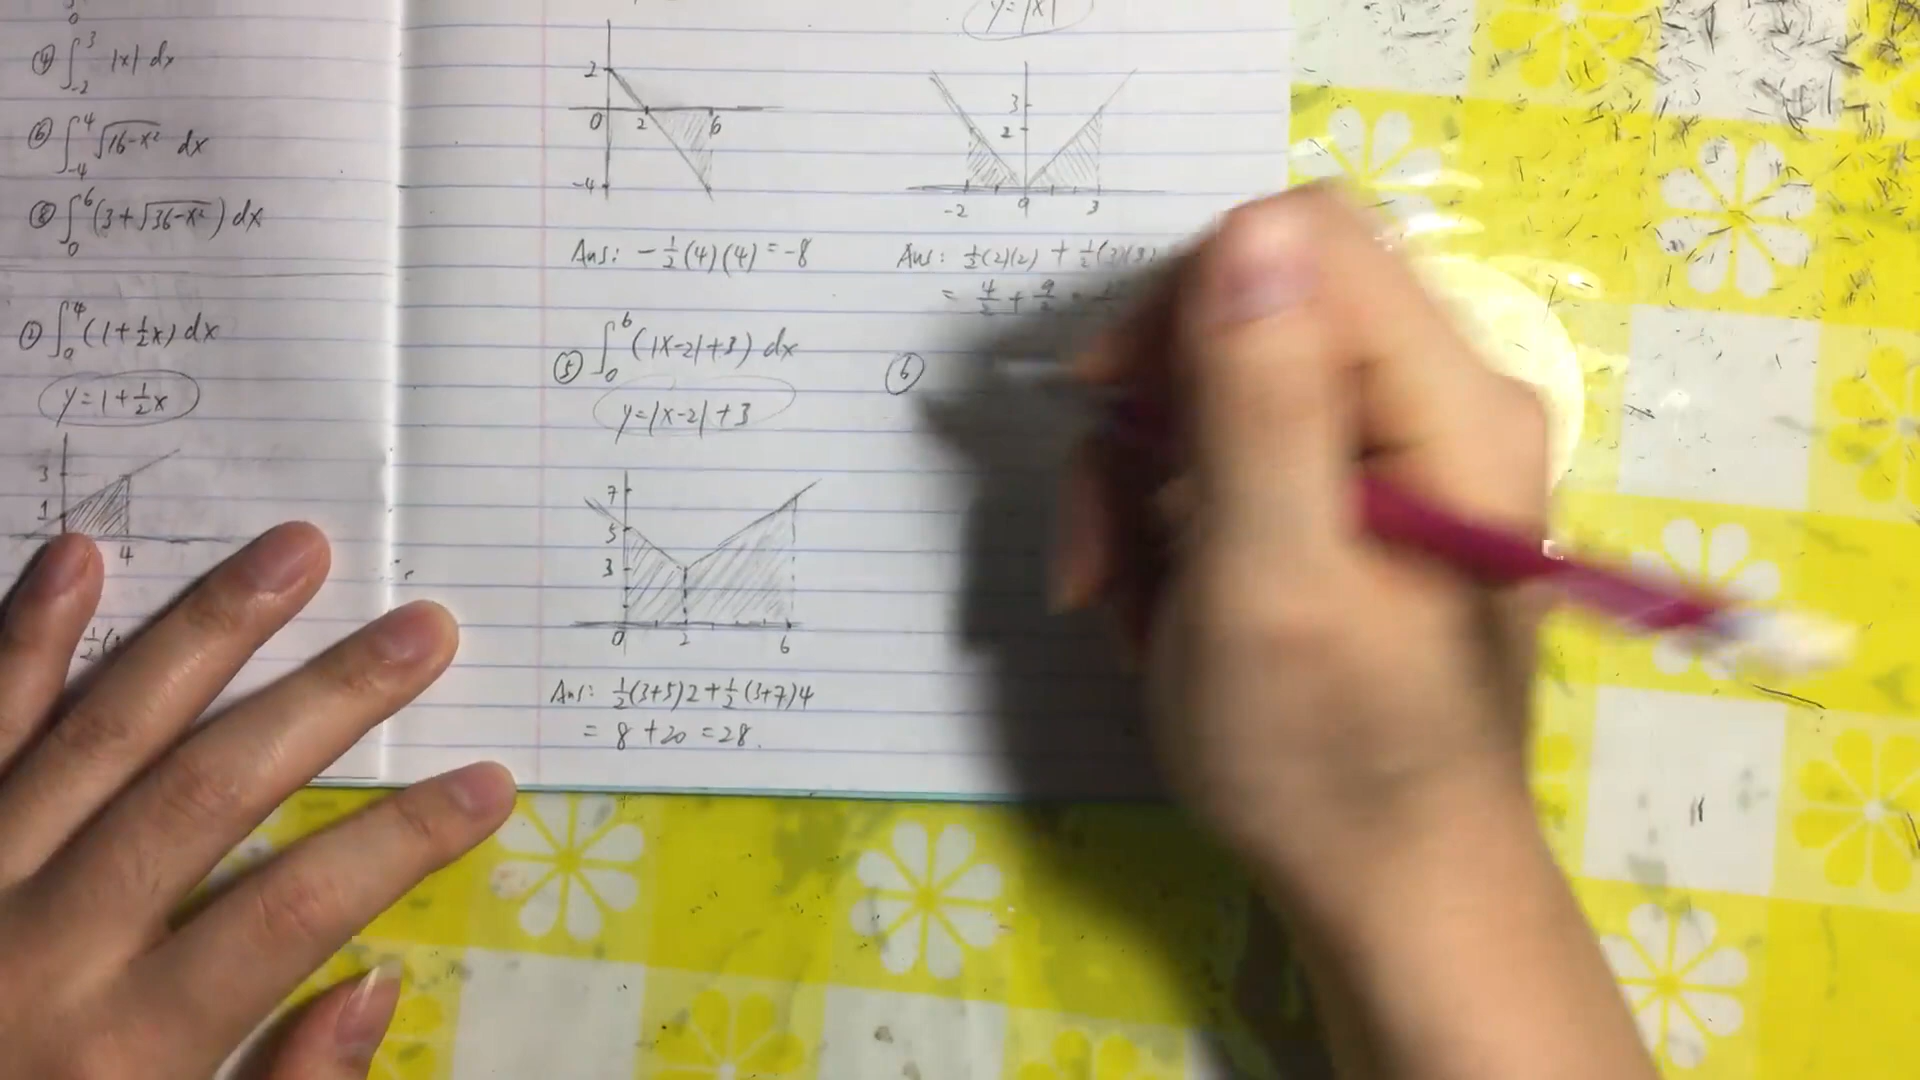 ④ ∫₋₂³ |x| dx
⑥ ∫₋₄⁴ √(16-x²) dx
⑧ ∫₀⁶ (3+√(36-x²)) dx
① ∫₀⁴ (1+½x) dx
y=1+½x
3
1
4
2
0 2 6
-4
Ans: -½(4)(4) = -8
⑤ ∫₀⁶ (|x-2|+3) dx
y=|x-2|+3
7
5
3
0 2 6
Ans: ½(3+5)2+½(3+7)4
= 8 +20 =28.
y=|x|
3
2
-2 0 3
Ans: ½(2)(2) + ½(3)(3)
= 4/2 + 9/2 =
⑥